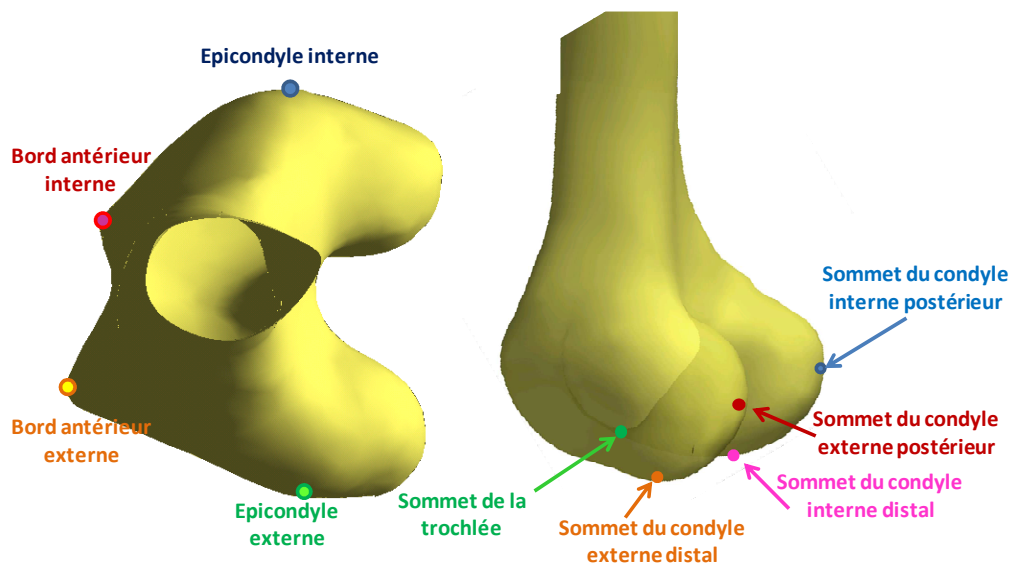 Epicondyle interne
Bord antérieur
interne
Bord antérieur
externe
Epicondyle
externe
Sommet de la
trochlée
Sommet du condyle
externe distal
Sommet du condyle
interne postérieur
Sommet du condyle
externe postérieur
Sommet du condyle
interne distal